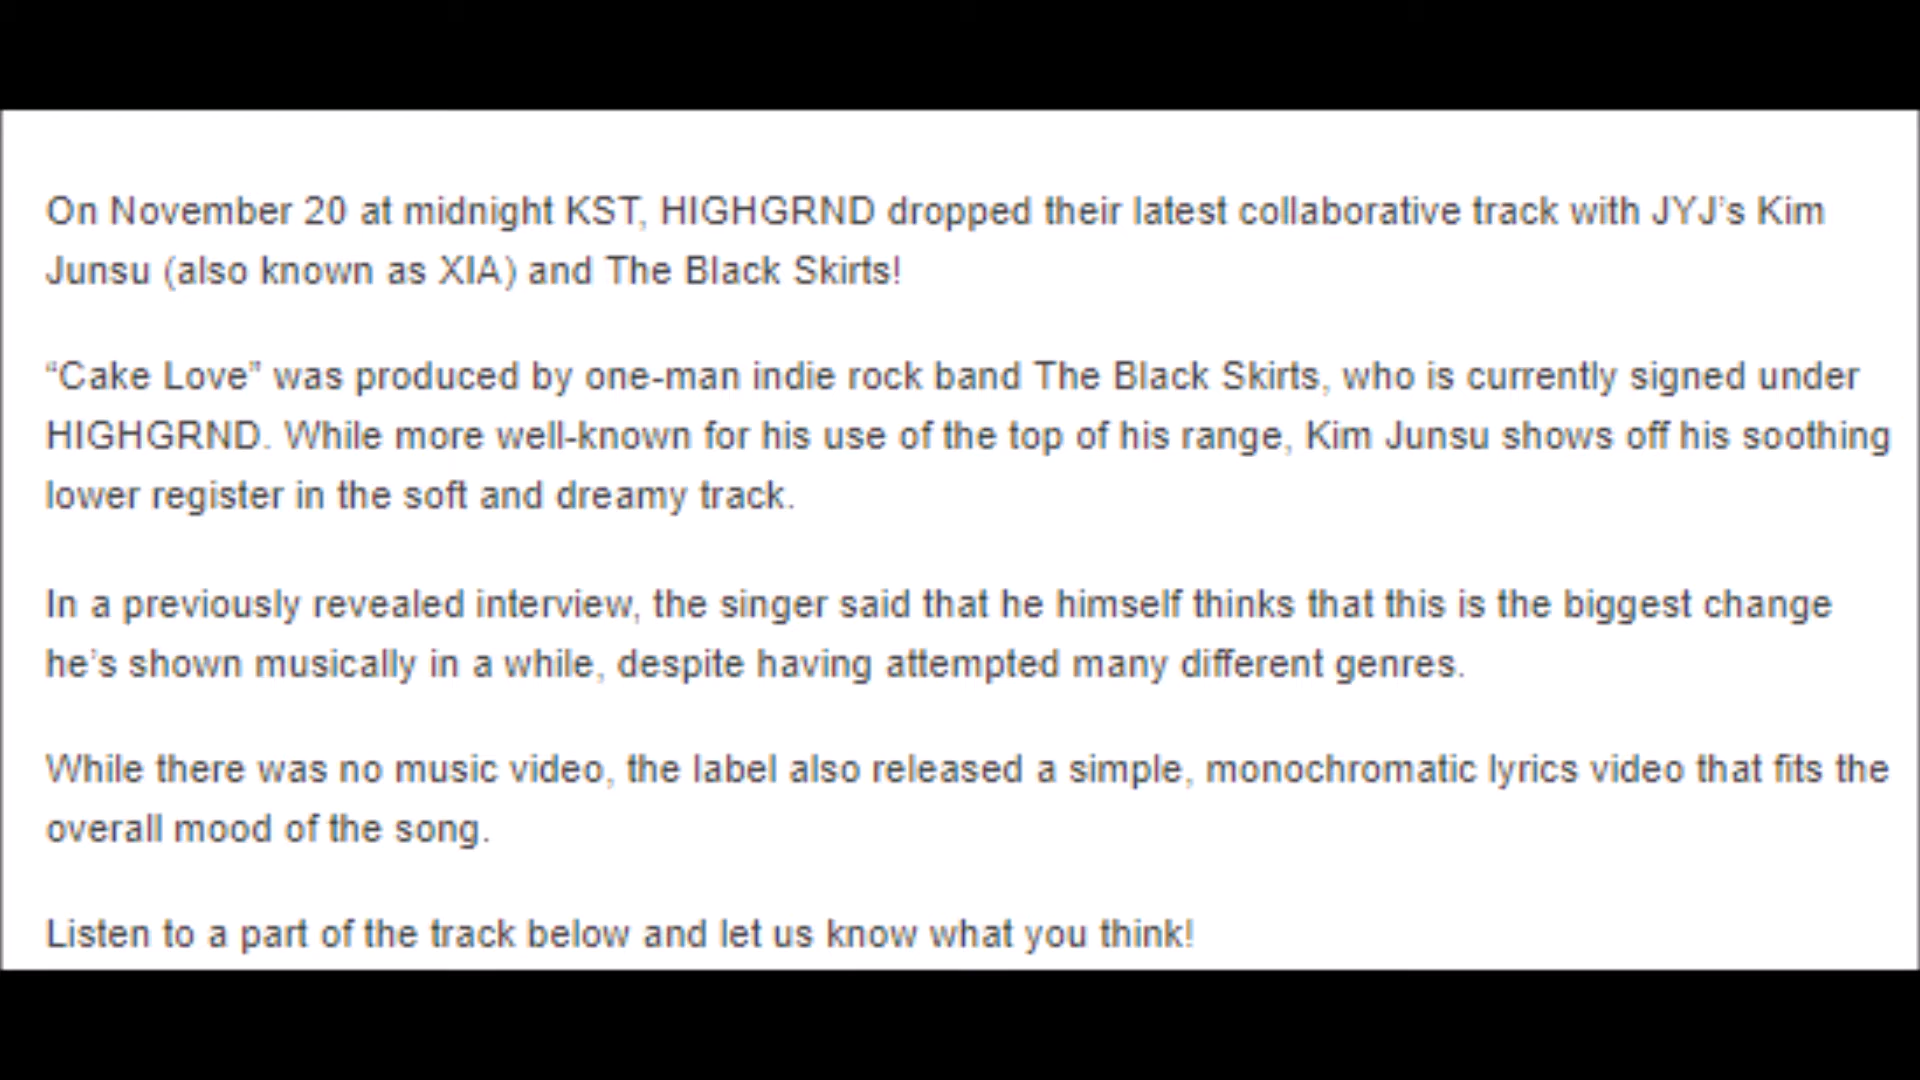 On November 20 at midnight KST, HIGHGRND dropped their latest collaborative track with JYJ’s Kim
Junsu (also known as XIA) and The Black Skirts!
“Cake Love” was produced by one-man indie rock band The Black Skirts, who is currently signed under
HIGHGRND. While more well-known for his use of the top of his range, Kim Junsu shows off his soothing
lower register in the soft and dreamy track.
In a previously revealed interview, the singer said that he himself thinks that this is the biggest change
he’s shown musically in a while, despite having attempted many different genres.
While there was no music video, the label also released a simple, monochromatic lyrics video that fits the
overall mood of the song.
Listen to a part of the track below and let us know what you think!